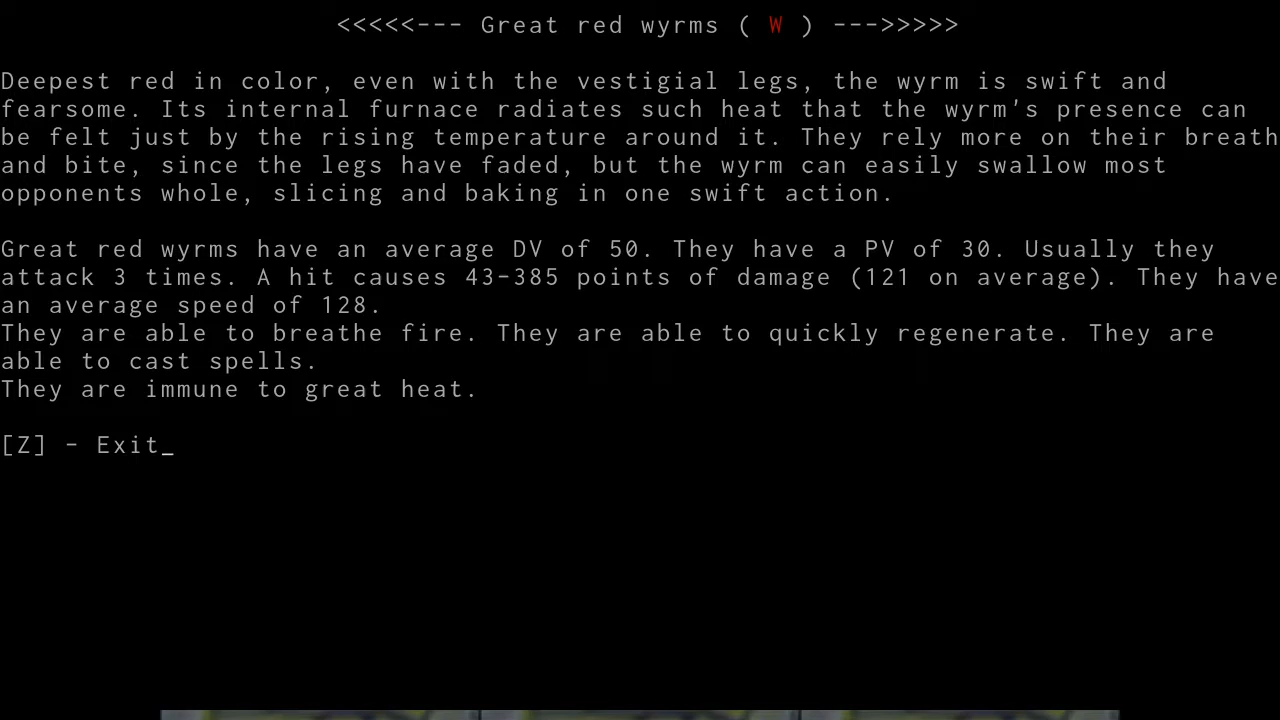 <<<<<--- Great red wyrms ( W ) --->>>>>
Deepest red in color, even with the vestigial legs, the wyrm is swift and
fearsome. Its internal furnace radiates such heat that the wyrm's presence can
be felt just by the rising temperature around it. They rely more on their breath
and bite, since the legs have faded, but the wyrm can easily swallow most
opponents whole, slicing and baking in one swift action.
Great red wyrms have an average DV of 50. They have a PV of 30. Usually they
attack 3 times. A hit causes 43-385 points of damage (121 on average). They have
an average speed of 128.
They are able to breathe fire. They are able to quickly regenerate. They are
able to cast spells.
They are immune to great heat.
[Z] - Exit_